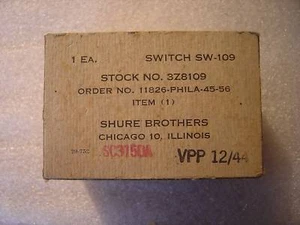 1 EA. SWITCH SW-109
STOCK NO. 3Z8109
ORDER NO. 11826-PHILA-45-56
ITEM (1)
SHURE BROTHERS
CHICAGO 10, ILLINOIS
SC3150A VPP 12/44